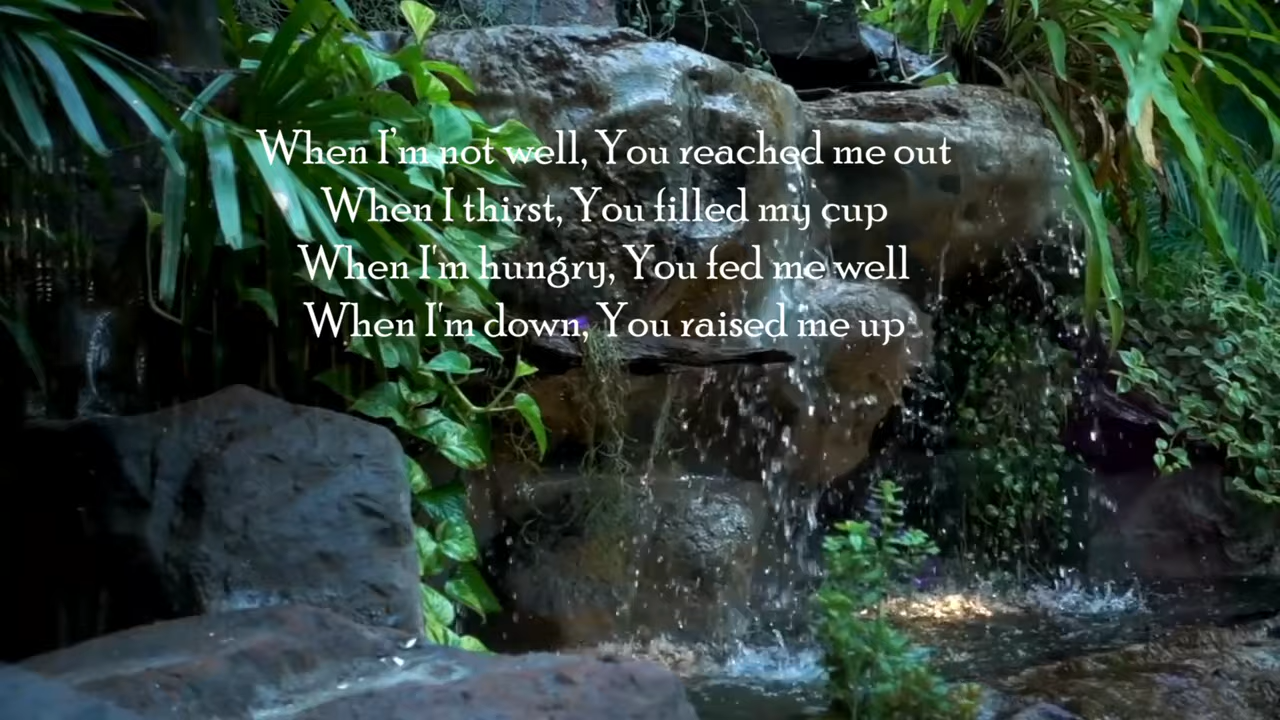 When I’m not well, You reached me out
When I thirst, You filled my cup
When I'm hungry, You fed me well
When I'm down, You raised me up